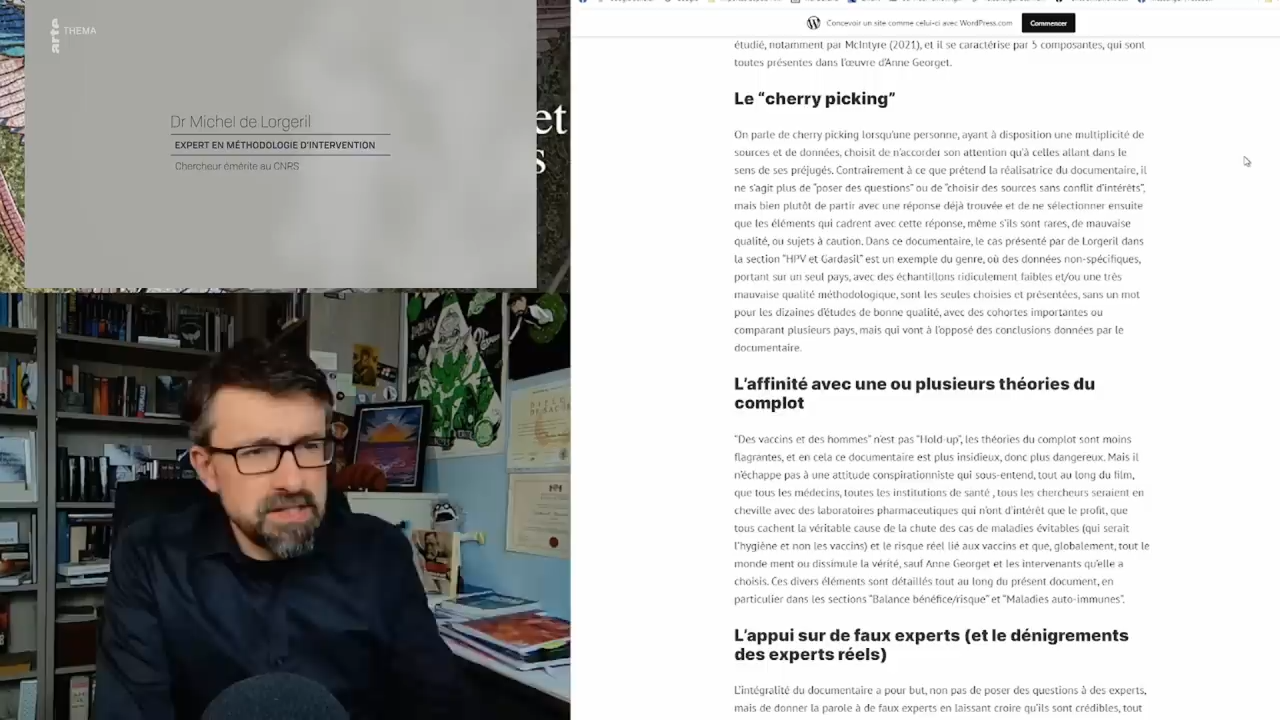 arte THEMA
Dr Michel de Lorgeril
EXPERT EN MÉTHODOLOGIE D'INTERVENTION
Chercheur émérite au CNRS
et
s
Concevoir un site comme celui-ci avec WordPress.com
Commencer
étudié, notamment par McIntyre (2021), et il se caractérise par 5 composantes, qui sont
toutes présentes dans l'œuvre d'Anne Georget.
Le “cherry picking”
On parle de cherry picking lorsqu'une personne, ayant à disposition une multiplicité de
sources et de données, choisit de n'accorder son attention qu'à celles allant dans le
sens de ses préjugés. Contrairement à ce que prétend la réalisatrice du documentaire, il
ne s'agit plus de “poser des questions” ou de “choisir des sources sans conflit d'intérêts”,
mais bien plutôt de partir avec une réponse déjà trouvée et de ne sélectionner ensuite
que les éléments qui cadrent avec cette réponse, même s'ils sont rares, de mauvaise
qualité, ou sujets à caution. Dans ce documentaire, le cas présenté par de Lorgeril dans
la section “HPV et Gardasil” est un exemple du genre, où des données non-spécifiques,
portant sur un seul pays, avec des échantillons ridiculement faibles et/ou une très
mauvaise qualité méthodologique, sont les seules choisies et présentées, sans un mot
pour les dizaines d'études de bonne qualité, avec des cohortes importantes ou
comparant plusieurs pays, mais qui vont à l'opposé des conclusions données par le
documentaire.
L'affinité avec une ou plusieurs théories du
complot
“Des vaccins et des hommes” n'est pas “Hold-up”, les théories du complot sont moins
flagrantes, et en cela ce documentaire est plus insidieux, donc plus dangereux. Mais il
n'échappe pas à une attitude conspirationniste qui sous-entend, tout au long du film,
que tous les médecins, toutes les institutions de santé , tous les chercheurs seraient en
cheville avec des laboratoires pharmaceutiques qui n'ont d'intérêt que le profit, que
tous cachent la véritable cause de la chute des cas de maladies évitables (qui serait
l'hygiène et non les vaccins) et le risque réel lié aux vaccins et que, globalement, tout le
monde ment ou dissimule la vérité, sauf Anne Georget et les intervenants qu'elle a
choisis. Ces divers éléments sont détaillés tout au long du présent document, en
particulier dans les sections “Balance bénéfice/risque” et “Maladies auto-immunes”.
L'appui sur de faux experts (et le dénigrements
des experts réels)
L'intégralité du documentaire a pour but, non pas de poser des questions à des experts,
mais de donner la parole à de faux experts en laissant croire qu'ils sont crédibles, tout